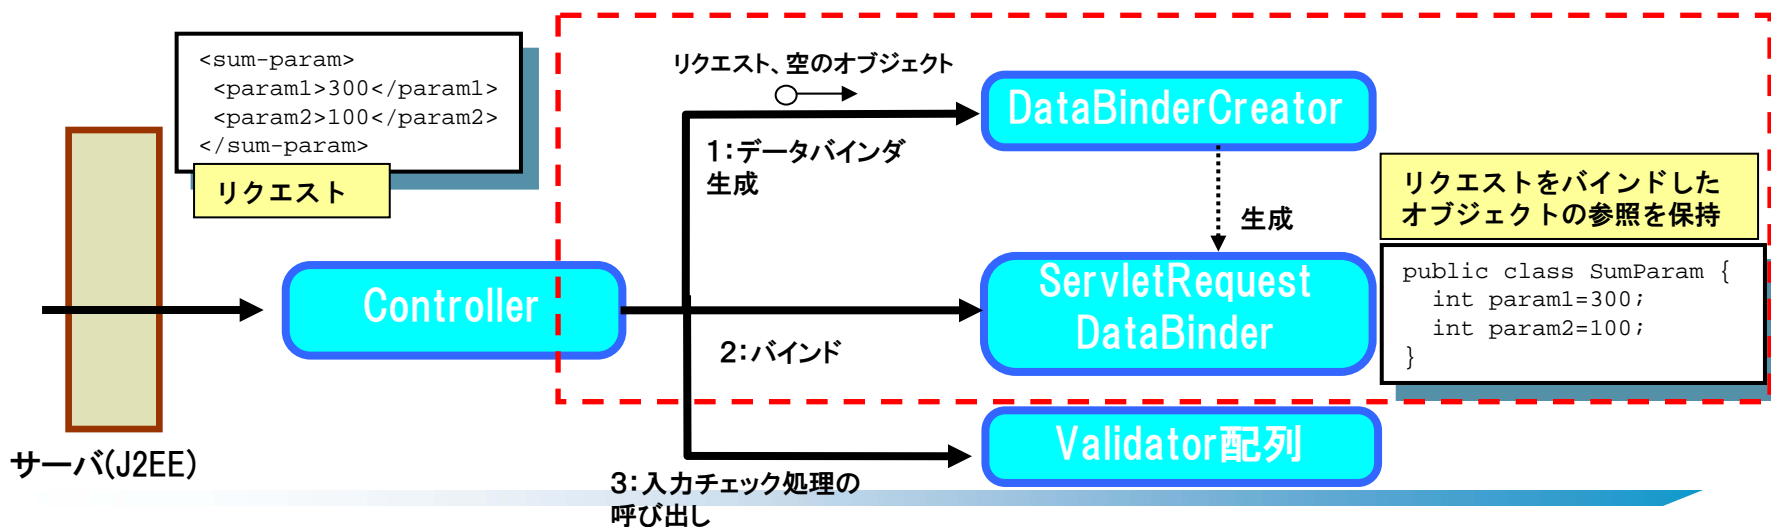 <sum-param>
<param1>300</param1>
<param2>100</param2>
</sum-param>
リクエスト
サーバ(J2EE)
Controller
リクエスト、空のオブジェクト
1:データバインダ
生成
2:バインド
3:入力チェック処理の
呼び出し
DataBinderCreator
生成
ServletRequest
DataBinder
Validator配列
リクエストをバインドした
オブジェクトの参照を保持
public class SumParam {
int param1=300;
int param2=100;
}